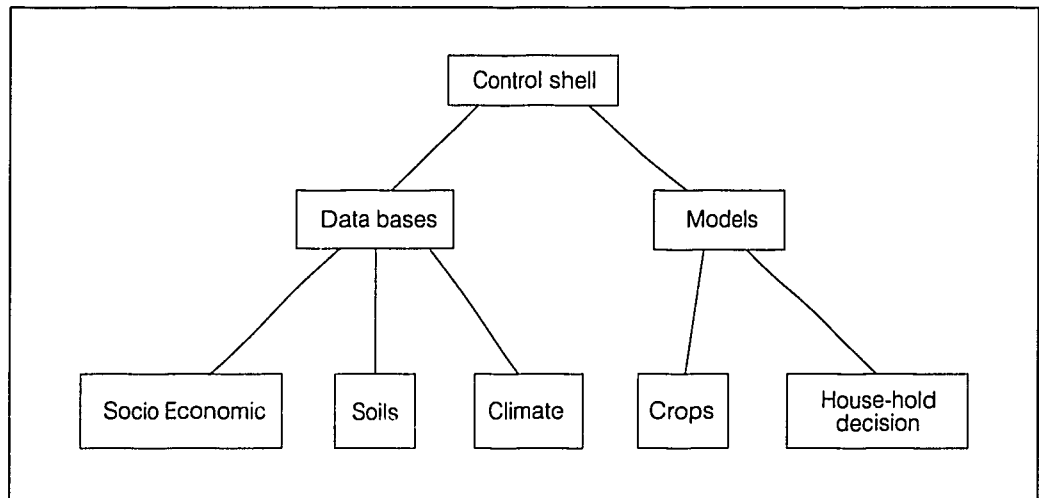 Control shell
Data bases
Models
Socio Economic
Soils
Climate
Crops
House-hold
decision